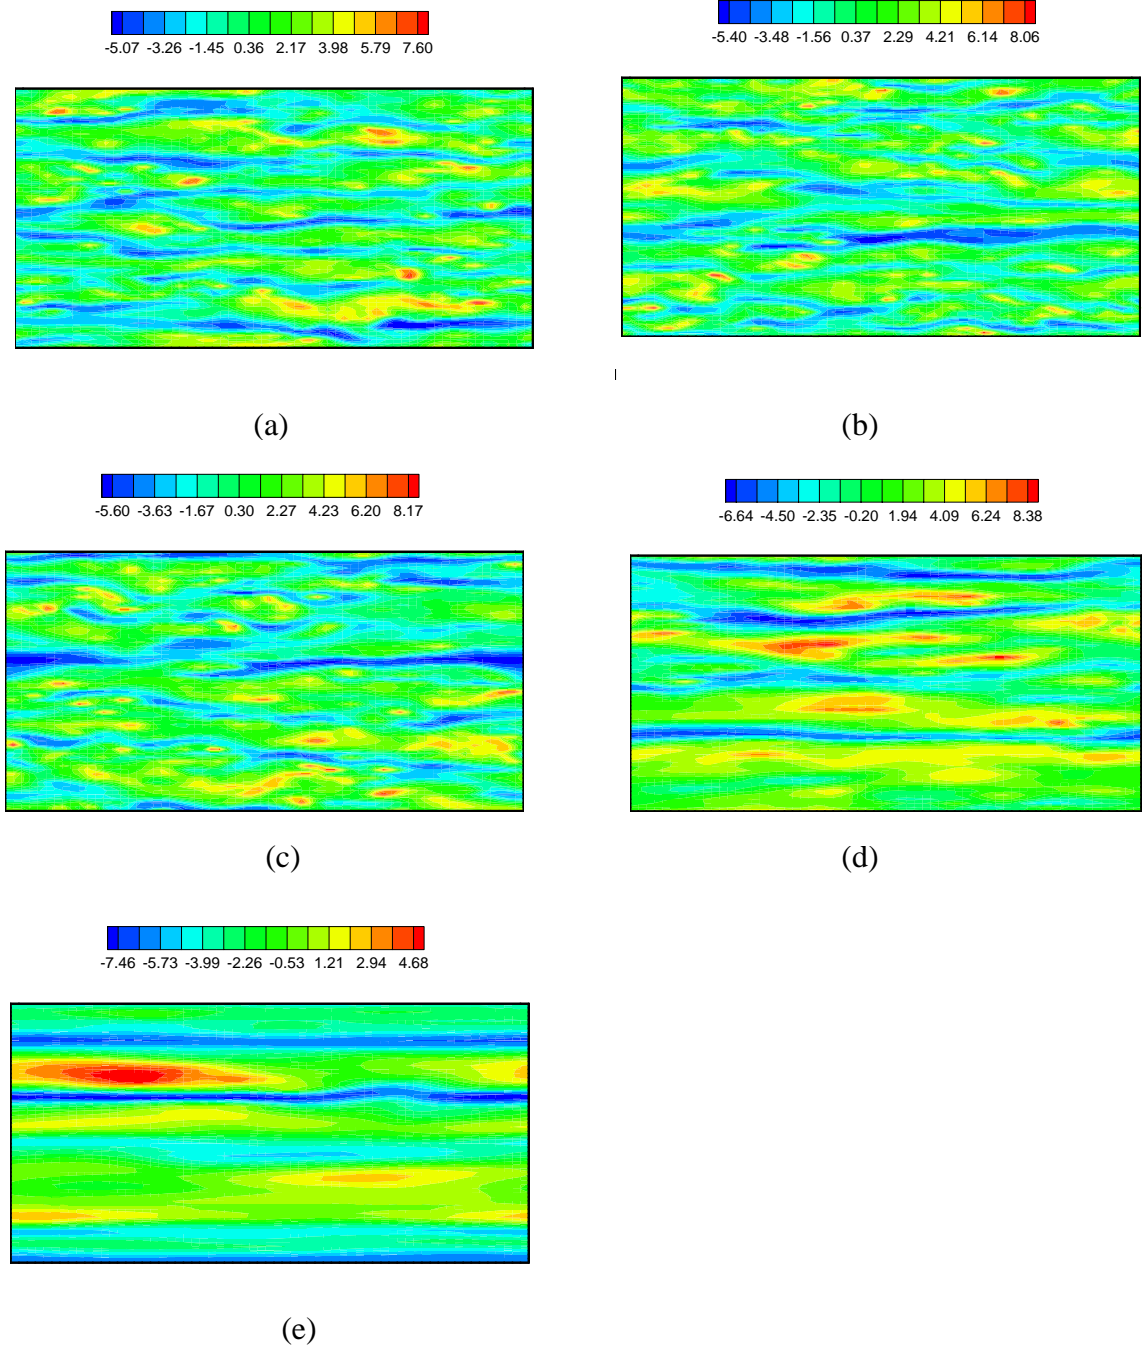 -5.07 -3.26 -1.45 0.36 2.17 3.98 5.79 7.60
-5.40 -3.48 -1.56 0.37 2.29 4.21 6.14 8.06
(a)
(b)
-5.60 -3.63 -1.67 0.30 2.27 4.23 6.20 8.17
-6.64 -4.50 -2.35 -0.20 1.94 4.09 6.24 8.38
(c)
(d)
-7.46 -5.73 -3.99 -2.26 -0.53 1.21 2.94 4.68
(e)